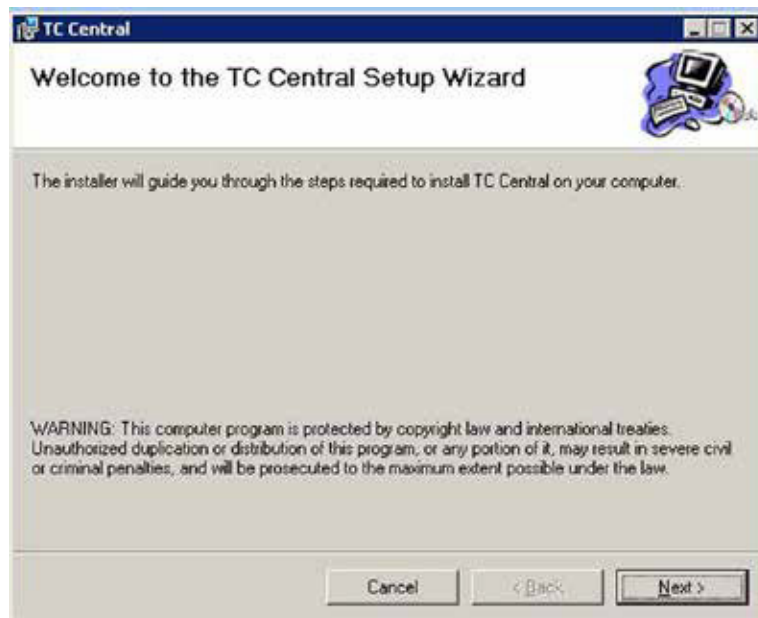 TC Central
Welcome to the TC Central Setup Wizard
The installer will guide you through the steps required to install TC Central on your computer.
WARNING: This computer program is protected by copyright law and international treaties.
Unauthorized duplication or distribution of this program, or any portion of it, may result in severe civil
or criminal penalties, and will be prosecuted to the maximum extent possible under the law.
Cancel < Back Next >